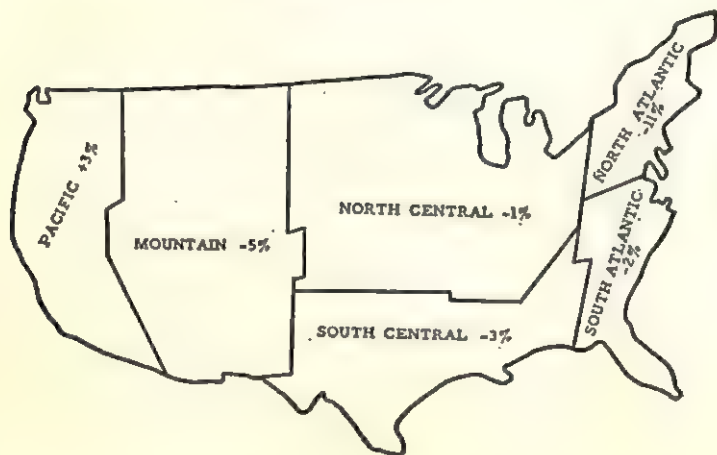 PACIFIC +3%
MOUNTAIN -5%
NORTH CENTRAL +1%
SOUTH CENTRAL -3%
NORTH ATLANTIC
-11%
SOUTH ATLANTIC
-2%